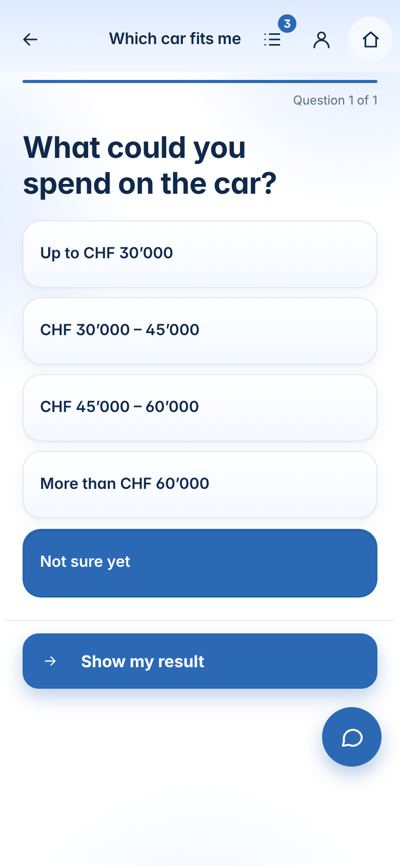 Which car fits me
3
Question 1 of 1
What could you
spend on the car?
Up to CHF 30’000
CHF 30’000 – 45’000
CHF 45’000 – 60’000
More than CHF 60’000
Not sure yet
Show my result